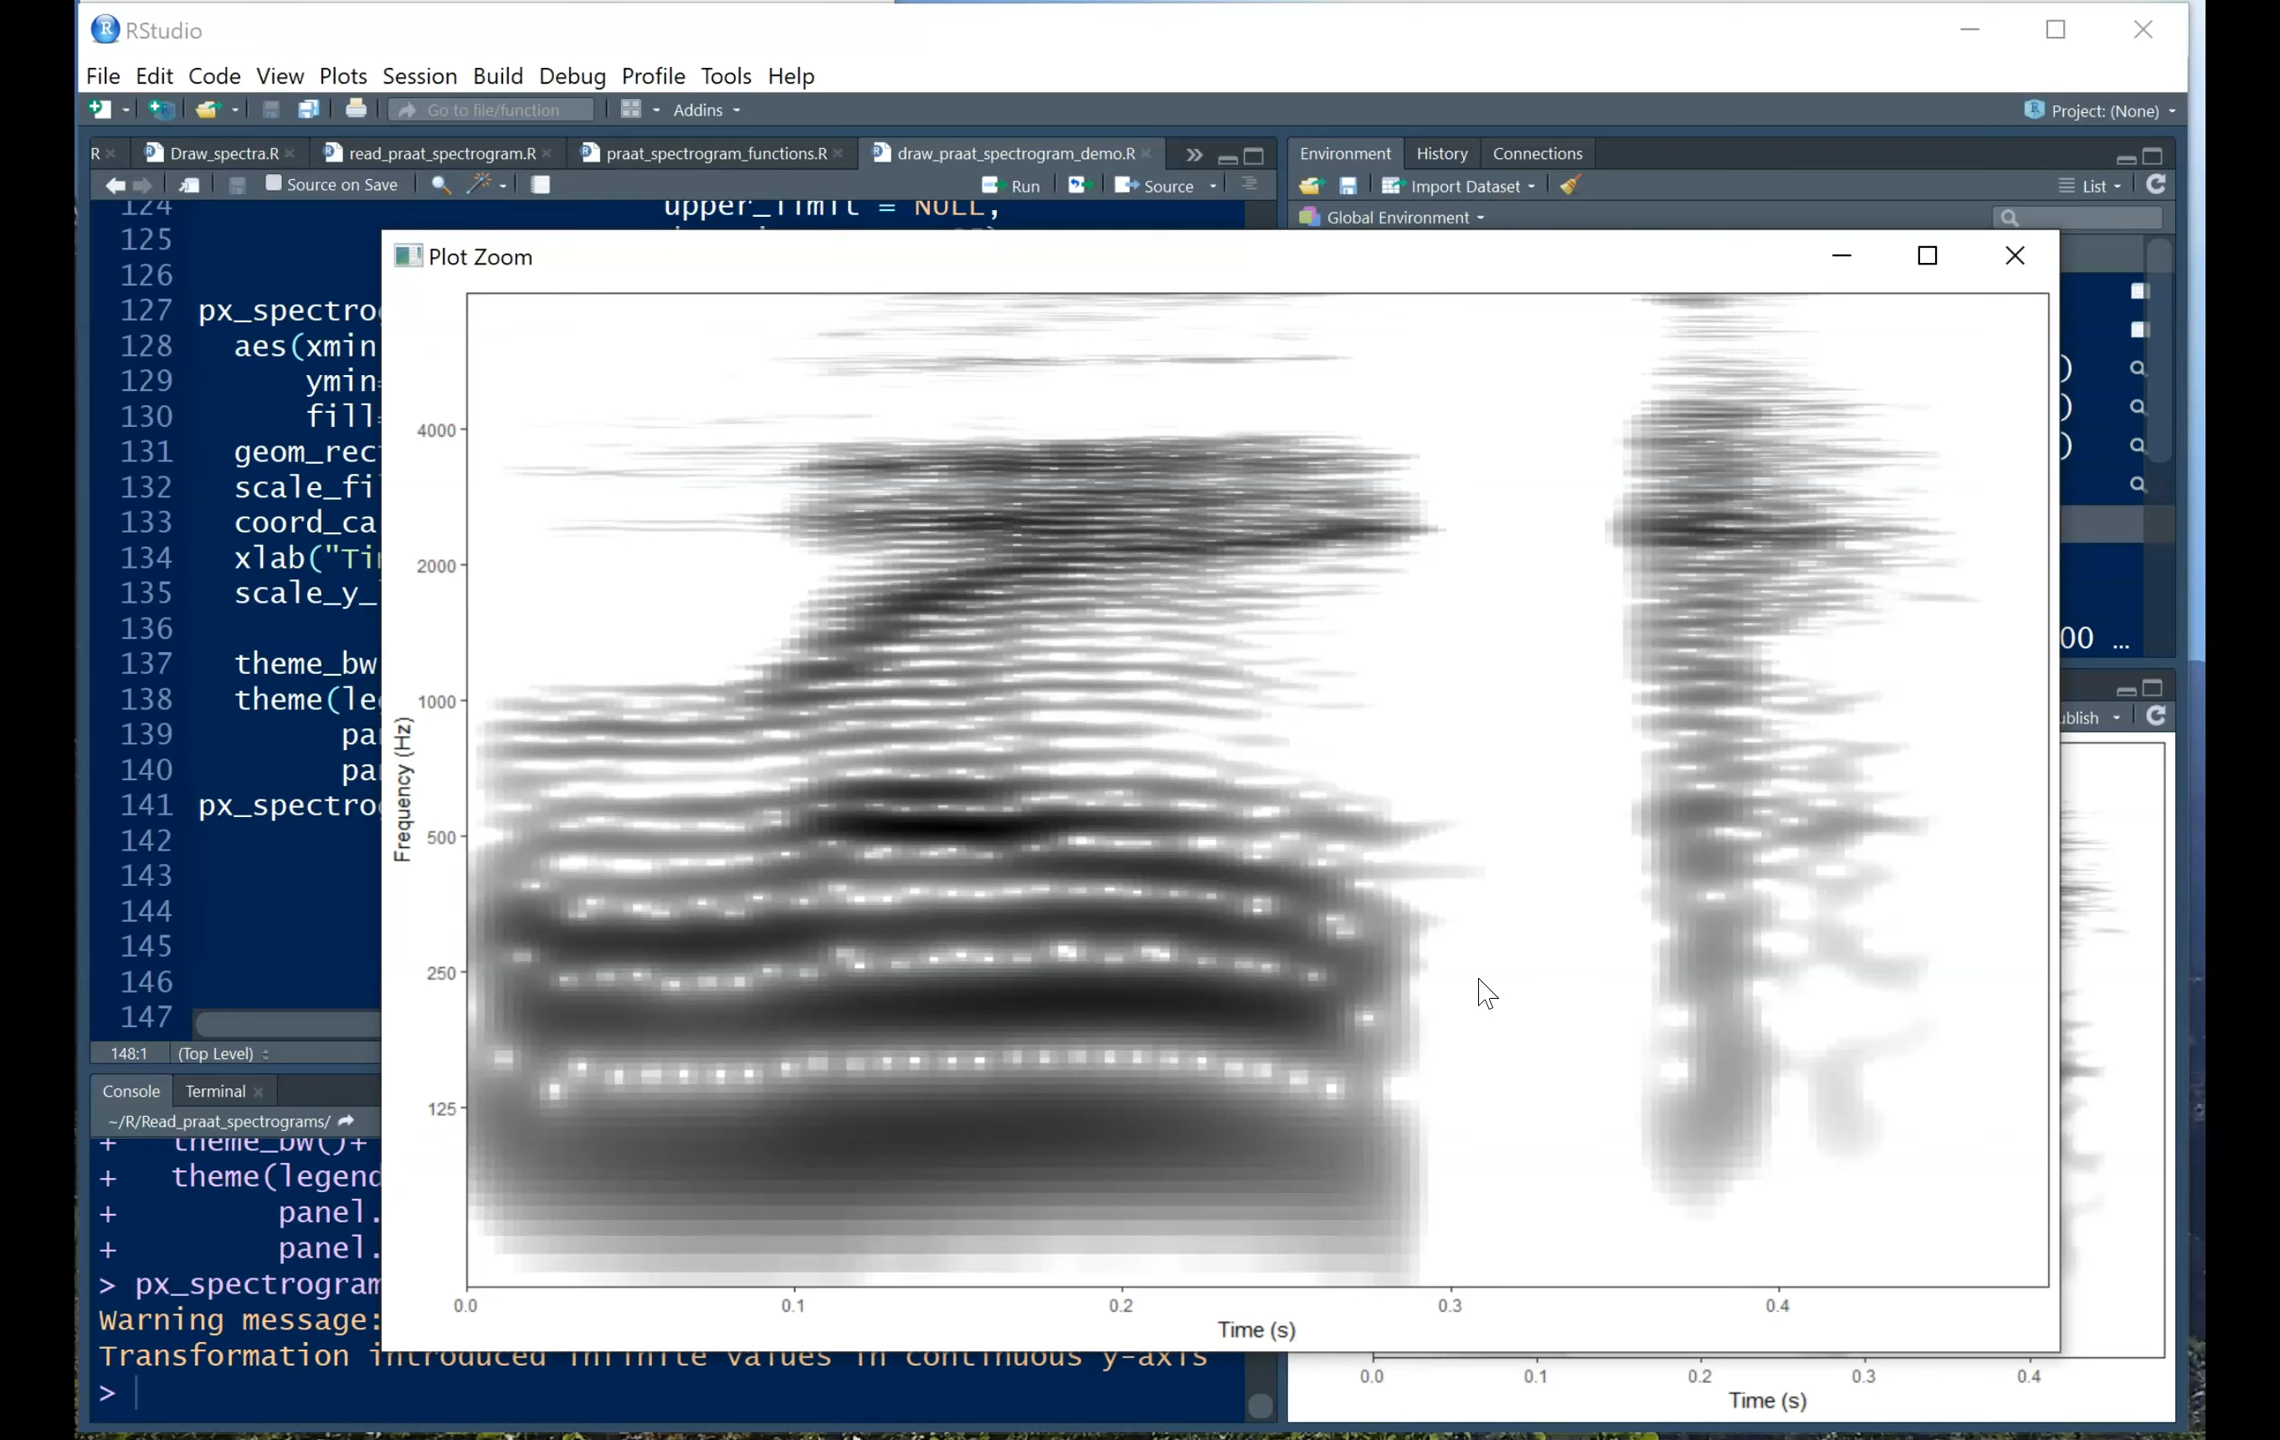 RStudio
File Edit Code View Plots Session Build Debug Profile Tools Help
Go to file/function Addins Project: (None)
R Draw_spectra.R read_praat_spectrogram.R praat_spectrogram_functions.R draw_praat_spectrogram_demo.R
Source on Save Run Source
124 upper_limit = NULL,
125
126
127 px_spectrog
128 aes(xmin
129 ymin=
130 fill=
131 geom_rec
132 scale_fi
133 coord_ca
134 xlab("Ti
135 scale_y_
136
137 theme_bw
138 theme(le
139 pa
140 pa
141 px_spectro
142
143
144
145
146
147
148:1 (Top Level)
Environment History Connections
Import Dataset List
Global Environment
)
)
)
00 ...
ublish
Plot Zoom
4000
2000
1000
500
250
125
Frequency (Hz)
0.0 0.1 0.2 0.3 0.4
Time (s)
Console Terminal
~/R/Read_praat_spectrograms/
+ theme_bw()+
+ theme(legend
+ panel.
+ panel.
> px_spectrogram
Warning message:
Transformation introduced infinite values in continuous y-axis
>
0.0 0.1 0.2 0.3 0.4
Time (s)